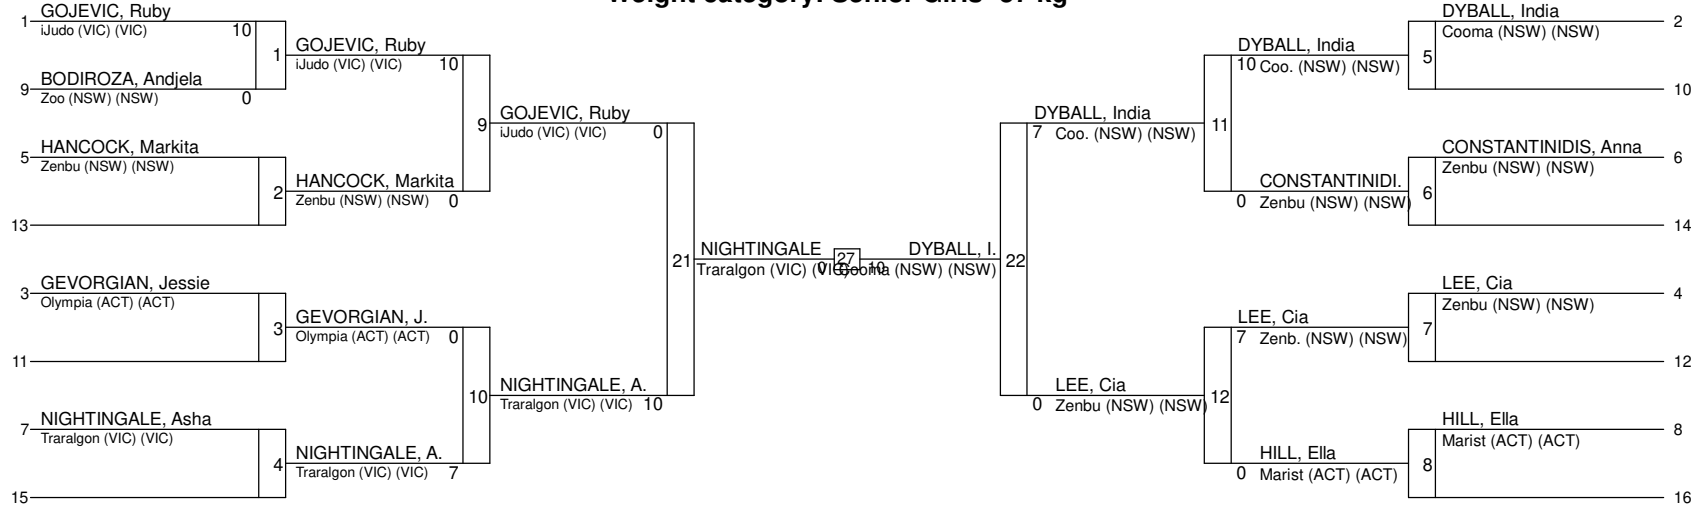 1 GOJEVIC, Ruby
iJudo (VIC) (VIC) 10
1
9 BODIROZA, Andjela
Zoo (NSW) (NSW) 0
5 HANCOCK, Markita
Zenbu (NSW) (NSW)
2
13
3 GEVORGIAN, Jessie
Olympia (ACT) (ACT)
3
11
7 NIGHTINGALE, Asha
Traralgon (VIC) (VIC)
4
15
GOJEVIC, Ruby
iJudo (VIC) (VIC) 10
9
HANCOCK, Markita
Zenbu (NSW) (NSW) 0
GEVORGIAN, J.
Olympia (ACT) (ACT) 0
10
NIGHTINGALE, A.
Traralgon (VIC) (VIC) 7
GOJEVIC, Ruby
iJudo (VIC) (VIC) 0
21
NIGHTINGALE, A.
Traralgon (VIC) (VIC) 10
NIGHTINGALE
Traralgon (VIC) (VIC) 0
27
DYBALL, I.
10 Cooma (NSW) (NSW)
22
DYBALL, India
7 Coo. (NSW) (NSW)
11
LEE, Cia
0 Zenbu (NSW) (NSW)
12
DYBALL, India
10 Coo. (NSW) (NSW)
5
CONSTANTINIDI.
0 Zenbu (NSW) (NSW)
6
LEE, Cia
7 Zenb. (NSW) (NSW)
7
HILL, Ella
0 Marist (ACT) (ACT)
8
DYBALL, India 2
Cooma (NSW) (NSW)
10
CONSTANTINIDIS, Anna 6
Zenbu (NSW) (NSW)
14
LEE, Cia 4
Zenbu (NSW) (NSW)
12
HILL, Ella 8
Marist (ACT) (ACT)
16